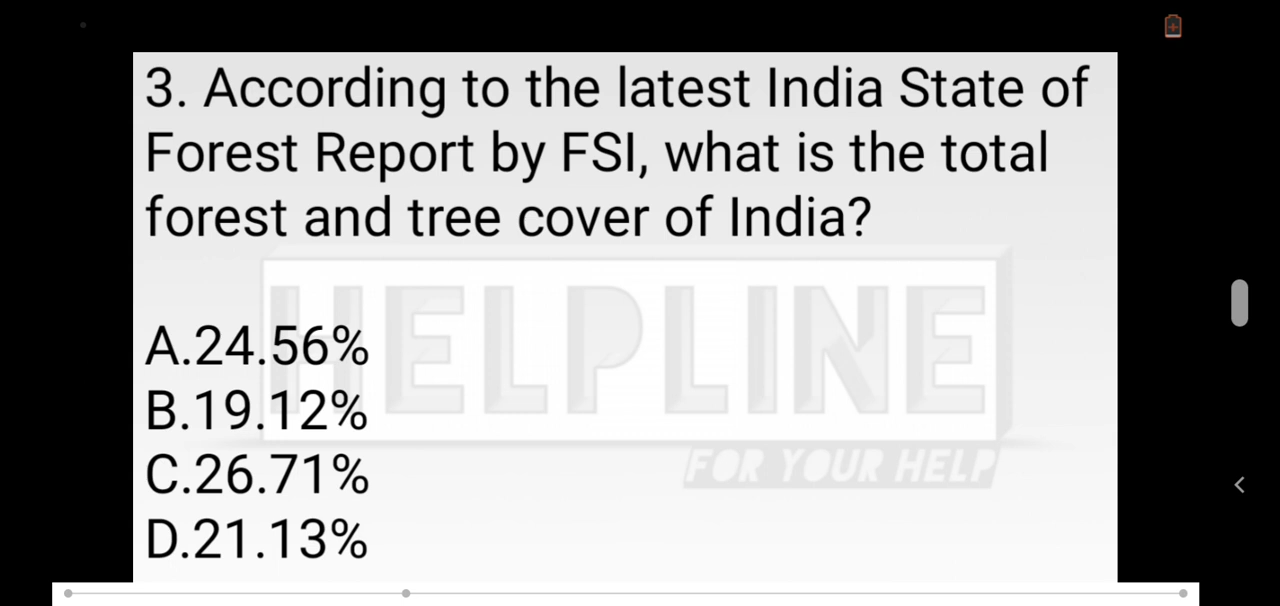 3. According to the latest India State of
Forest Report by FSI, what is the total
forest and tree cover of India?
HELPLINE
A.24.56%
B.19.12%
FOR YOUR HELP
C.26.71%
D.21.13%